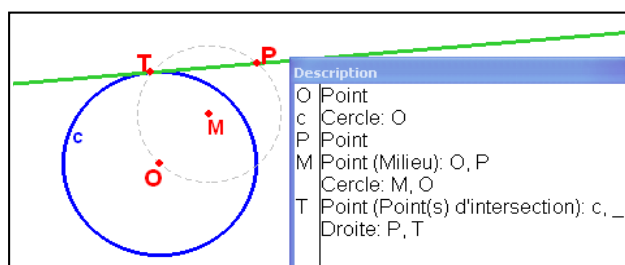 T
P
c
M
O
Description
O Point
c Cercle: O
P Point
M Point (Milieu): O, P
Cercle: M, O
T Point (Point(s) d'intersection): c, _
Droite: P, T